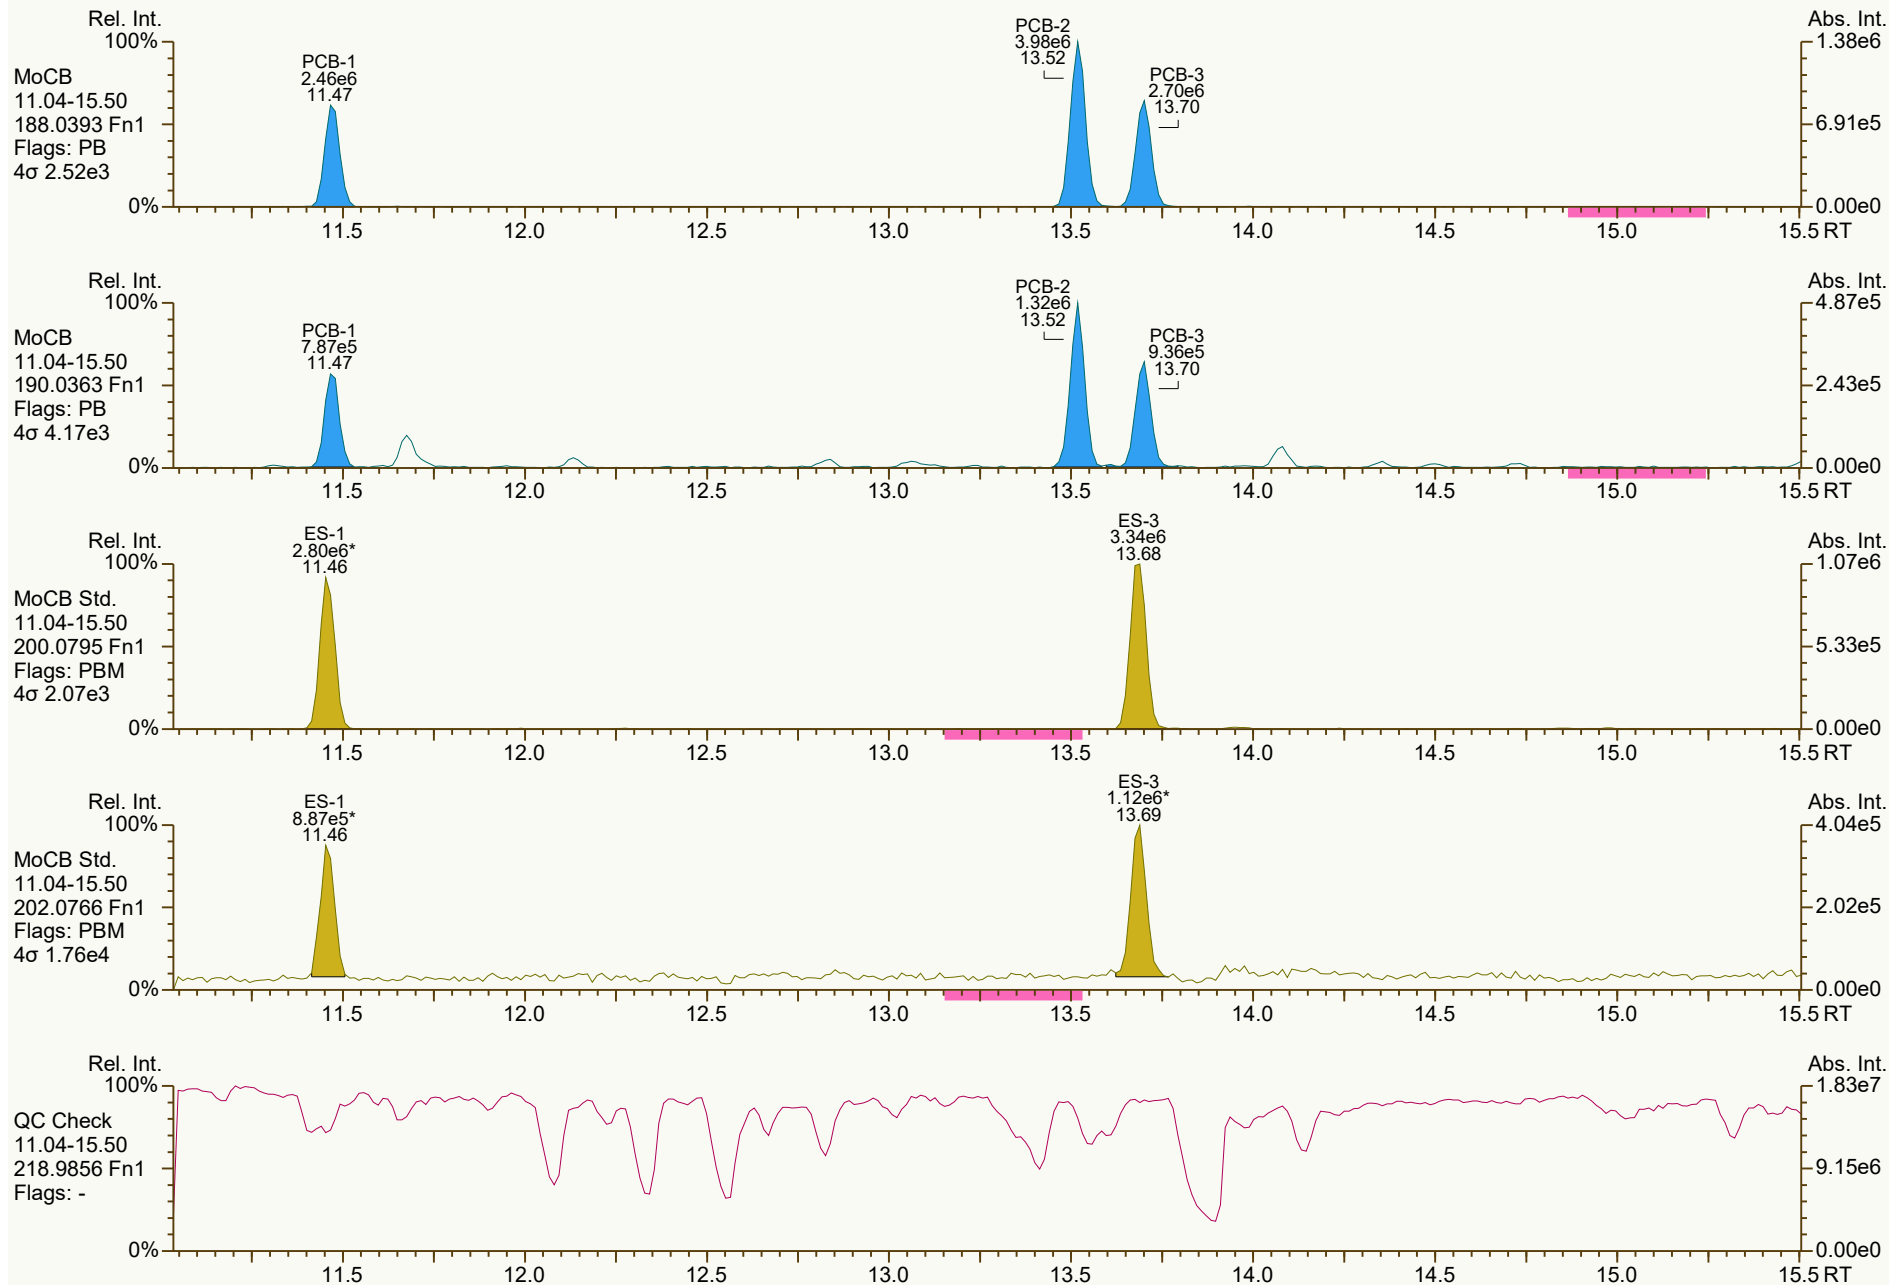 Rel. Int.
Abs. Int.
100%
1.38e6
PCB-1
2.46e6
11.47
PCB-2
3.98e6
13.52
PCB-3
2.70e6
13.70
MoCB
11.04-15.50
188.0393 Fn1
Flags: PB
4σ 2.52e3
6.91e5
0%
0.00e0
11.5 12.0 12.5 13.0 13.5 14.0 14.5 15.0 15.5 RT
Rel. Int.
Abs. Int.
100%
4.87e5
PCB-1
7.87e5
11.47
PCB-2
1.32e6
13.52
PCB-3
9.36e5
13.70
MoCB
11.04-15.50
190.0363 Fn1
Flags: PB
4σ 4.17e3
2.43e5
0%
0.00e0
11.5 12.0 12.5 13.0 13.5 14.0 14.5 15.0 15.5 RT
Rel. Int.
Abs. Int.
100%
1.07e6
ES-1
2.80e6*
11.46
ES-3
3.34e6
13.68
MoCB Std.
11.04-15.50
200.0795 Fn1
Flags: PBM
4σ 2.07e3
5.33e5
0%
0.00e0
11.5 12.0 12.5 13.0 13.5 14.0 14.5 15.0 15.5 RT
Rel. Int.
Abs. Int.
100%
4.04e5
ES-1
8.87e5*
11.46
ES-3
1.12e6*
13.69
MoCB Std.
11.04-15.50
202.0766 Fn1
Flags: PBM
4σ 1.76e4
2.02e5
0%
0.00e0
11.5 12.0 12.5 13.0 13.5 14.0 14.5 15.0 15.5 RT
Rel. Int.
Abs. Int.
100%
1.83e7
QC Check
11.04-15.50
218.9856 Fn1
Flags: -
9.15e6
0%
0.00e0
11.5 12.0 12.5 13.0 13.5 14.0 14.5 15.0 15.5 RT